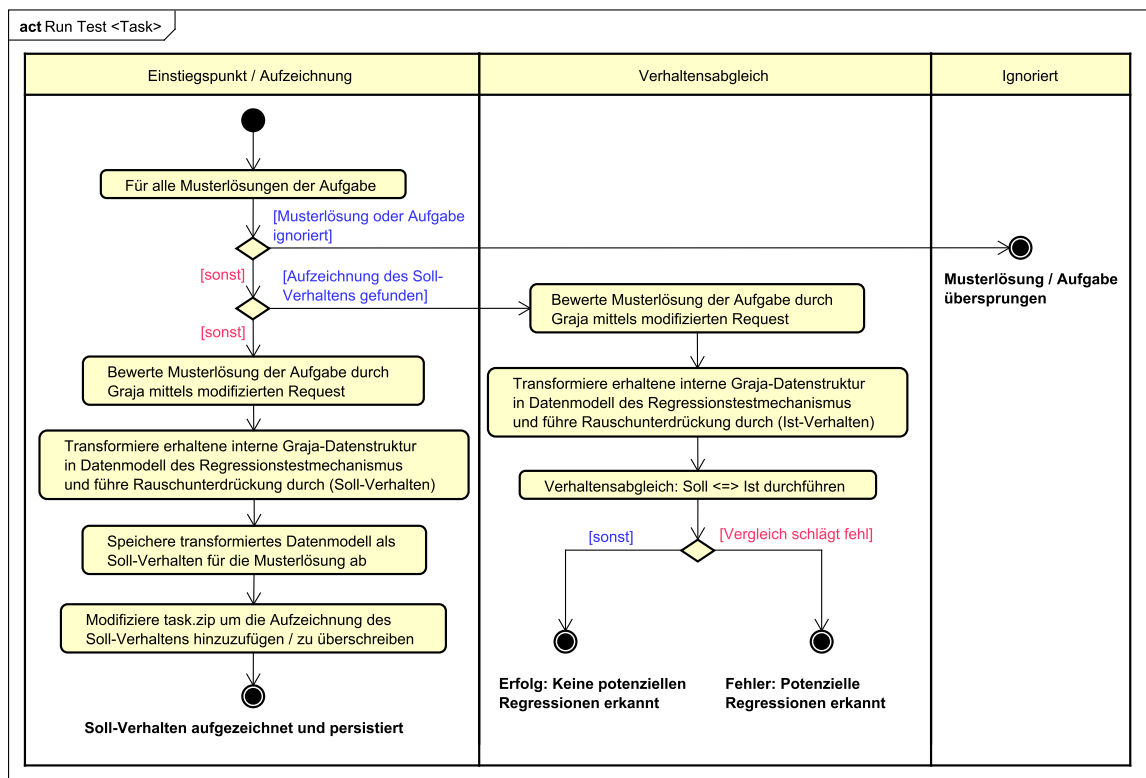 act Run Test <Task>
Einstiegspunkt / Aufzeichnung
Verhaltensabgleich
Ignoriert
Für alle Musterlösungen der Aufgabe
[Musterlösung oder Aufgabe
ignoriert]
[sonst]
Musterlösung / Aufgabe
übersprungen
[Aufzeichnung des Soll-
Verhaltens gefunden]
[sonst]
Bewerte Musterlösung der Aufgabe durch
Graja mittels modifizierten Request
Transformiere erhaltene interne Graja-Datenstruktur
in Datenmodell des Regressionstestmechanismus
und führe Rauschunterdrückung durch (Soll-Verhalten)
Speichere transformiertes Datenmodell als
Soll-Verhalten für die Musterlösung ab
Modifiziere task.zip um die Aufzeichnung des
Soll-Verhaltens hinzuzufügen / zu überschreiben
Soll-Verhalten aufgezeichnet und persistiert
Bewerte Musterlösung der Aufgabe durch
Graja mittels modifizierten Request
Transformiere erhaltene interne Graja-Datenstruktur
in Datenmodell des Regressionstestmechanismus
und führe Rauschunterdrückung durch (Ist-Verhalten)
Verhaltensabgleich: Soll <=> Ist durchführen
[sonst]
[Vergleich schlägt fehl]
Erfolg: Keine potenziellen
Regressionen erkannt
Fehler: Potenzielle
Regressionen erkannt